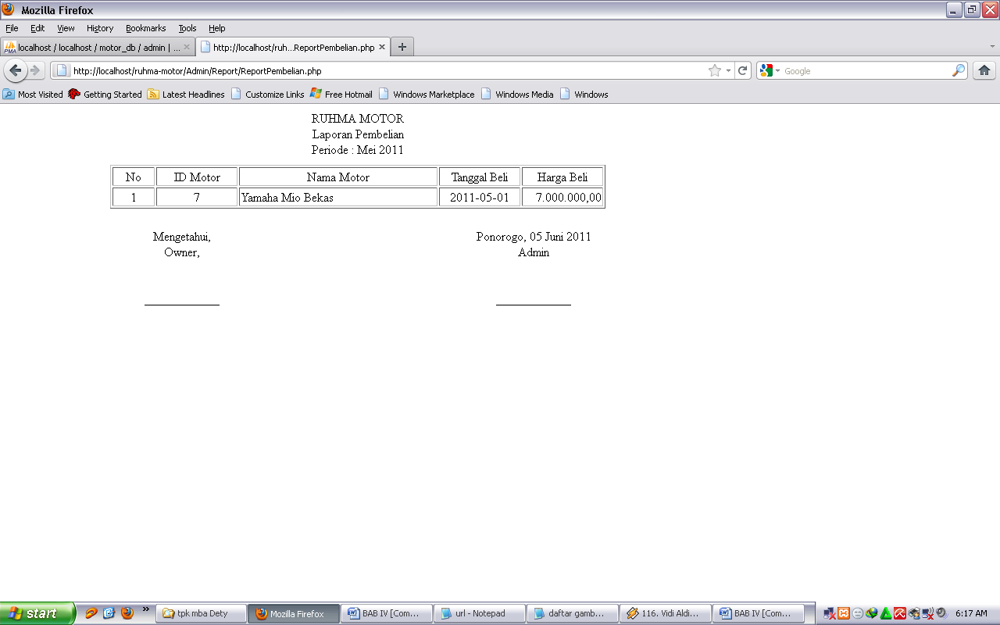 Mozilla Firefox
File Edit View History Bookmarks Tools Help
PMA localhost / localhost / motor_db / admin | ... http://localhost/ruh...ReportPembelian.php
http://localhost/ruhma-motor/Admin/Report/ReportPembelian.php Google
Most Visited Getting Started Latest Headlines Customize Links Free Hotmail Windows Marketplace Windows Media Windows
RUHMA MOTOR
Laporan Pembelian
Periode : Mei 2011
No ID Motor Nama Motor Tanggal Beli Harga Beli
1 7 Yamaha Mio Bekas 2011-05-01 7.000.000,00
Mengetahui, Ponorogo, 05 Juni 2011
Owner, Admin
start tpk mba Dety Mozilla Firefox BAB IV [Com... url - Notepad daftar gamb... 116. Vidi Aldi... BAB IV [Com... 6:17 AM